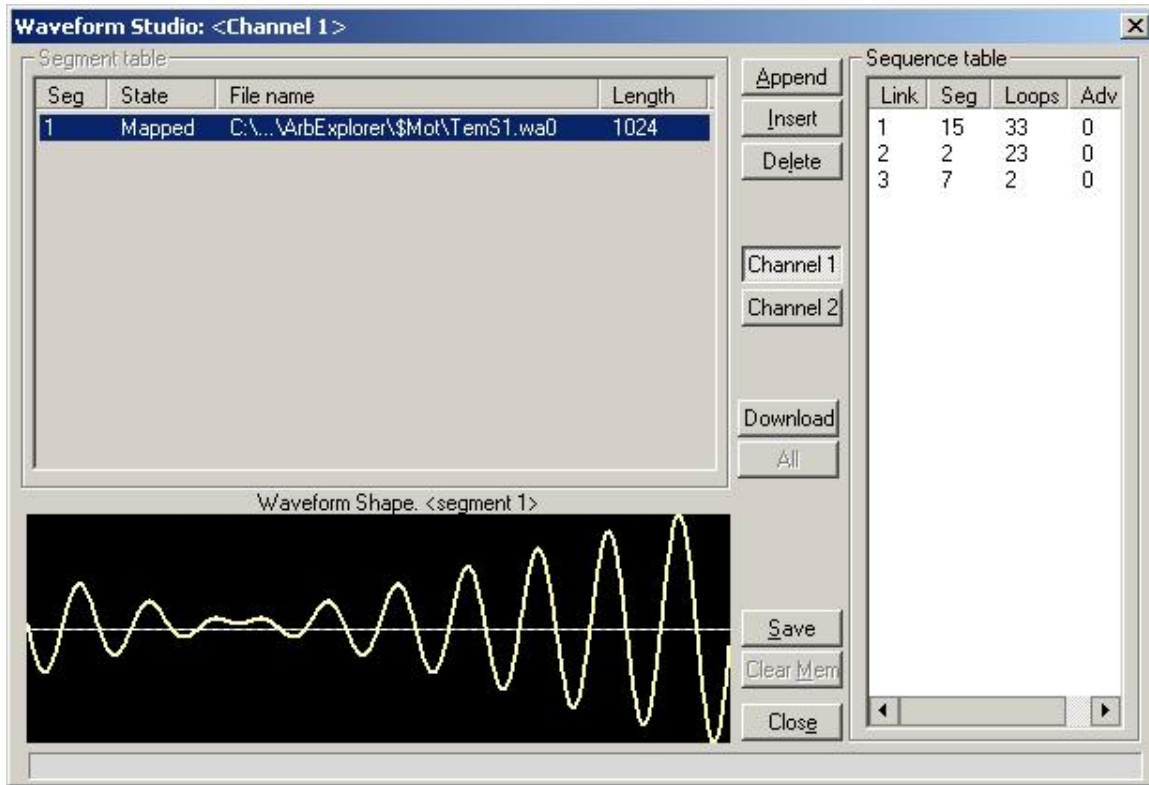 Waveform Studio: <Channel 1>
Segment table
Seg State File name Length
1 Mapped C:\...\ArbExplorer\$Mot\TemS1.wa0 1024
Append
Insert
Delete
Channel 1
Channel 2
Download
All
Sequence table
Link Seg Loops Adv
1 15 33 0
2 2 23 0
3 7 2 0
Waveform Shape. <segment 1>
Save
Clear Mem
Close